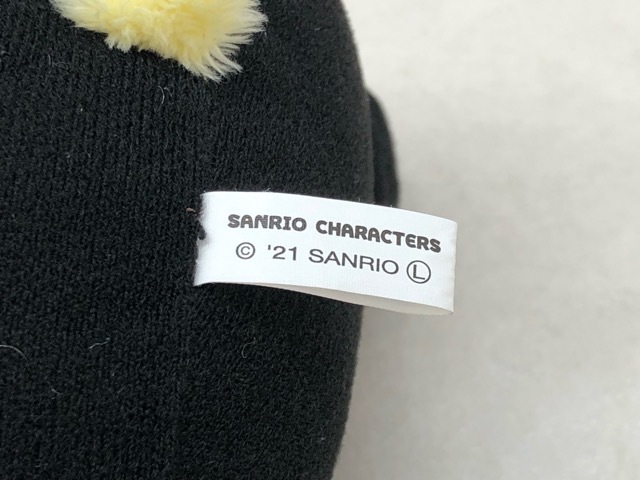 SANRIO CHARACTERS
© '21 SANRIO Ⓛ